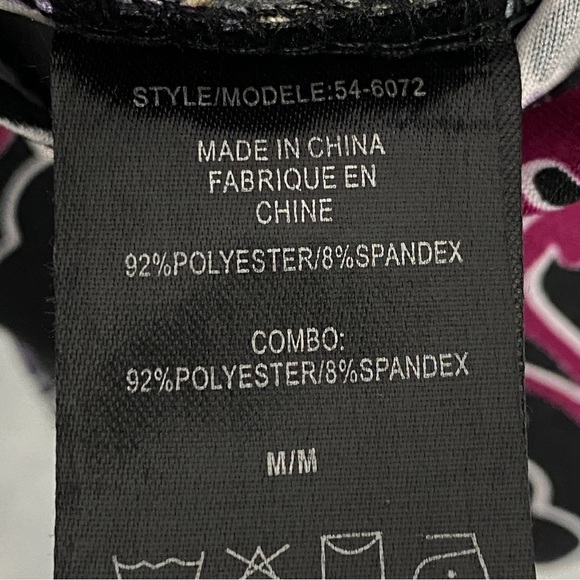 STYLE/MODELE:54-6072
MADE IN CHINA
FABRIQUE EN
CHINE
92%POLYESTER/8%SPANDEX
COMBO:
92%POLYESTER/8%SPANDEX
M/M